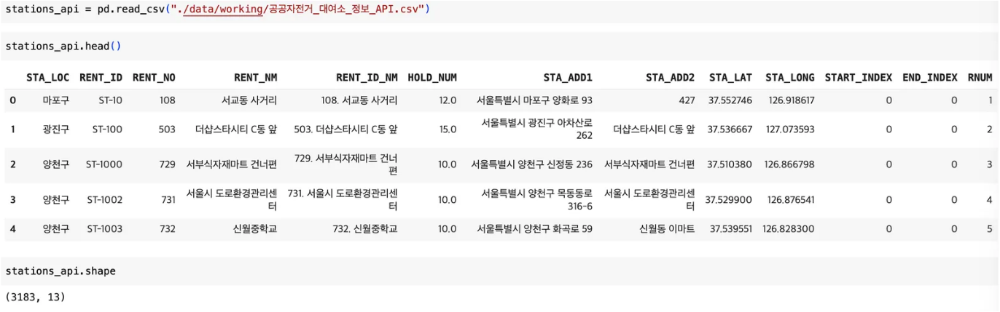 stations_api = pd.read_csv("./data/working/공공자전거_대여소_정보_API.csv")
stations_api.head()
STA_LOC RENT_ID RENT_NO RENT_NM RENT_ID_NM HOLD_NUM STA_ADD1 STA_ADD2 STA_LAT STA_LONG START_INDEX END_INDEX RNUM
0 마포구 ST-10 108 서교동 사거리 108. 서교동 사거리 12.0 서울특별시 마포구 양화로 93 427 37.552746 126.918617 0 0 1
1 광진구 ST-100 503 더샵스타시티 C동 앞 503. 더샵스타시티 C동 앞 15.0 서울특별시 광진구 아차산로 262 더샵스타시티 C동 앞 37.536667 127.073593 0 0 2
2 양천구 ST-1000 729 서부식자재마트 건너편 729. 서부식자재마트 건너편 10.0 서울특별시 양천구 신정동 236 서부식자재마트 건너편 37.510380 126.866798 0 0 3
3 양천구 ST-1002 731 서울시 도로환경관리센터 731. 서울시 도로환경관리센터 10.0 서울특별시 양천구 목동동로 316-6 서울시 도로환경관리센터 37.529900 126.876541 0 0 4
4 양천구 ST-1003 732 신월중학교 732. 신월중학교 10.0 서울특별시 양천구 화곡로 59 신월동 이마트 37.539551 126.828300 0 0 5
stations_api.shape
(3183, 13)